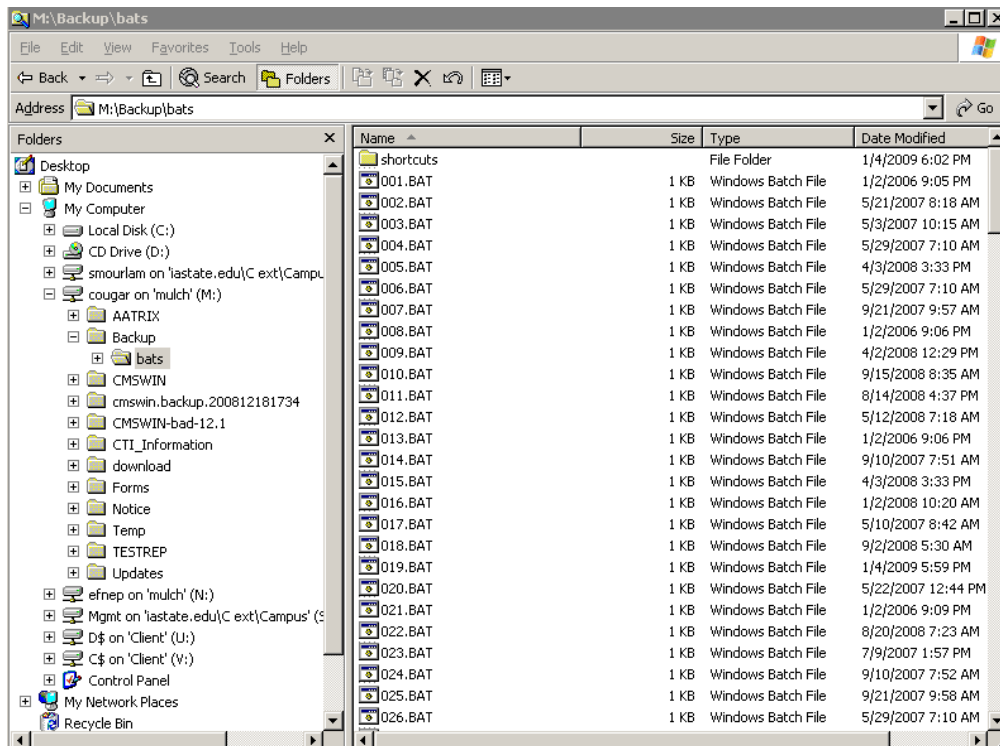 M:\Backup\bats
File Edit View Favorites Tools Help
Back Search Folders
Address M:\Backup\bats Go
Folders
Desktop
My Documents
My Computer
Local Disk (C:)
CD Drive (D:)
smourlam on 'iastate.edu\C ext\Campu
cougar on 'mulch' (M:)
AATRIX
Backup
bats
CMSWIN
cmswin.backup.200812181734
CMSWIN-bad-12.1
CTI_Information
download
Forms
Notice
Temp
TESTREP
Updates
efnep on 'mulch' (N:)
Mgmt on 'iastate.edu\C ext\Campus' (S
D$ on 'Client' (U:)
C$ on 'Client' (V:)
Control Panel
My Network Places
Recycle Bin
Name Size Type Date Modified
shortcuts File Folder 1/4/2009 6:02 PM
001.BAT 1 KB Windows Batch File 1/2/2006 9:05 PM
002.BAT 1 KB Windows Batch File 5/21/2007 8:18 AM
003.BAT 1 KB Windows Batch File 5/3/2007 10:15 AM
004.BAT 1 KB Windows Batch File 5/29/2007 7:10 AM
005.BAT 1 KB Windows Batch File 4/3/2008 3:33 PM
006.BAT 1 KB Windows Batch File 5/29/2007 7:10 AM
007.BAT 1 KB Windows Batch File 9/21/2007 9:57 AM
008.BAT 1 KB Windows Batch File 1/2/2006 9:06 PM
009.BAT 1 KB Windows Batch File 4/2/2008 12:29 PM
010.BAT 1 KB Windows Batch File 9/15/2008 8:35 AM
011.BAT 1 KB Windows Batch File 8/14/2008 4:37 PM
012.BAT 1 KB Windows Batch File 5/12/2008 7:18 AM
013.BAT 1 KB Windows Batch File 1/2/2006 9:06 PM
014.BAT 1 KB Windows Batch File 9/10/2007 7:51 AM
015.BAT 1 KB Windows Batch File 4/3/2008 3:33 PM
016.BAT 1 KB Windows Batch File 1/2/2008 10:20 AM
017.BAT 1 KB Windows Batch File 5/10/2007 8:42 AM
018.BAT 1 KB Windows Batch File 9/2/2008 5:30 AM
019.BAT 1 KB Windows Batch File 1/4/2009 5:59 PM
020.BAT 1 KB Windows Batch File 5/22/2007 12:44 PM
021.BAT 1 KB Windows Batch File 1/2/2006 9:09 PM
022.BAT 1 KB Windows Batch File 8/20/2008 7:23 AM
023.BAT 1 KB Windows Batch File 7/9/2007 1:57 PM
024.BAT 1 KB Windows Batch File 9/10/2007 7:52 AM
025.BAT 1 KB Windows Batch File 9/21/2007 9:58 AM
026.BAT 1 KB Windows Batch File 5/29/2007 7:10 AM